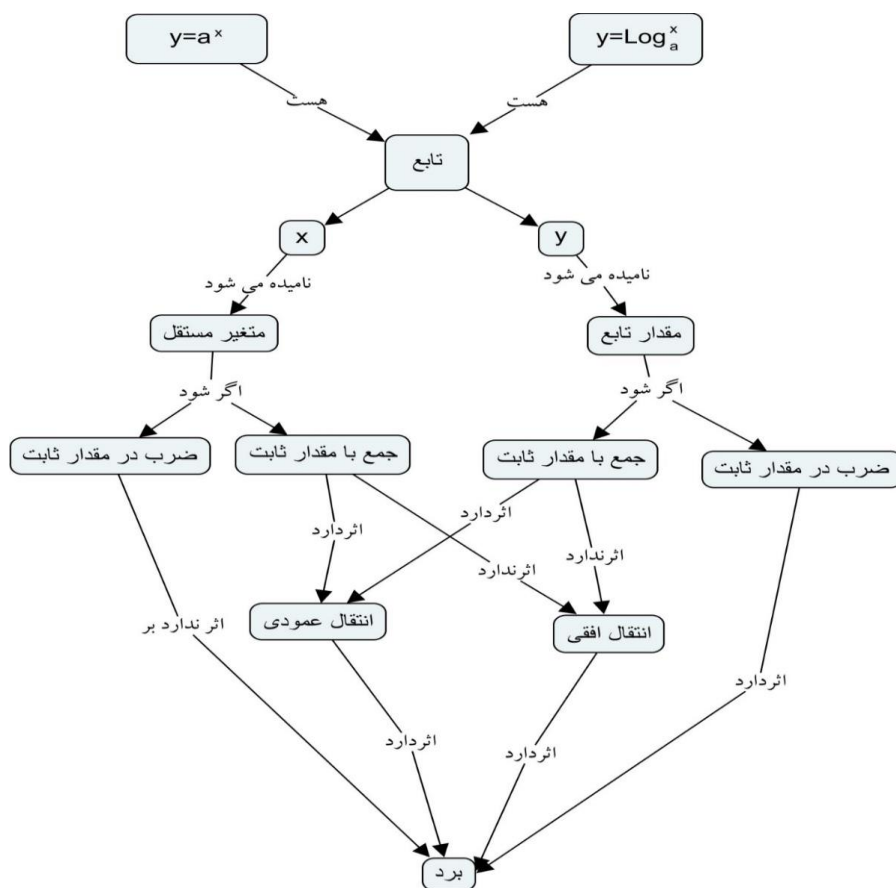 y=aˣ
y=Logₐˣ
هست
هست
تابع
x
y
نامیده می شود
نامیده می شود
متغیر مستقل
مقدار تابع
اگر شود
اگر شود
ضرب در مقدار ثابت
جمع با مقدار ثابت
جمع با مقدار ثابت
ضرب در مقدار ثابت
اثردارد
اثردارد
اثرندارد
اثرندارد
انتقال عمودی
انتقال افقی
اثر ندارد بر
اثردارد
اثردارد
اثردارد
برد